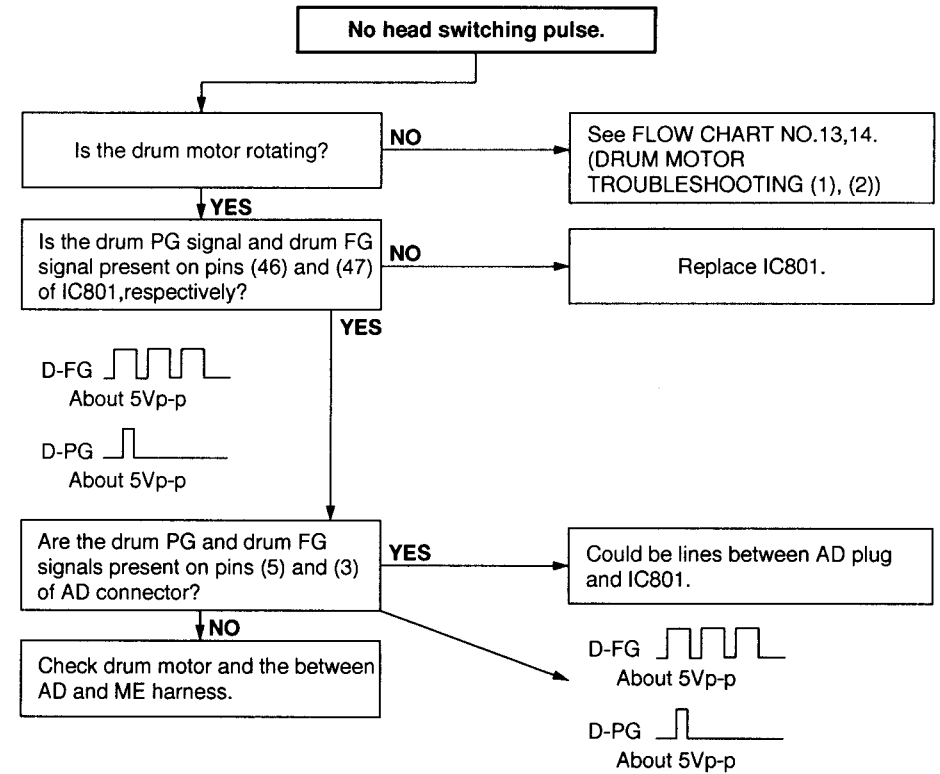 No head switching pulse.
Is the drum motor rotating?
NO
See FLOW CHART NO.13,14.
(DRUM MOTOR
TROUBLESHOOTING (1), (2))
YES
Is the drum PG signal and drum FG
signal present on pins (46) and (47)
of IC801,respectively?
NO
Replace IC801.
YES
D-FG
About 5Vp-p
D-PG
About 5Vp-p
Are the drum PG and drum FG
signals present on pins (5) and (3)
of AD connector?
YES
Could be lines between AD plug
and IC801.
NO
Check drum motor and the between
AD and ME harness.
D-FG
About 5Vp-p
D-PG
About 5Vp-p